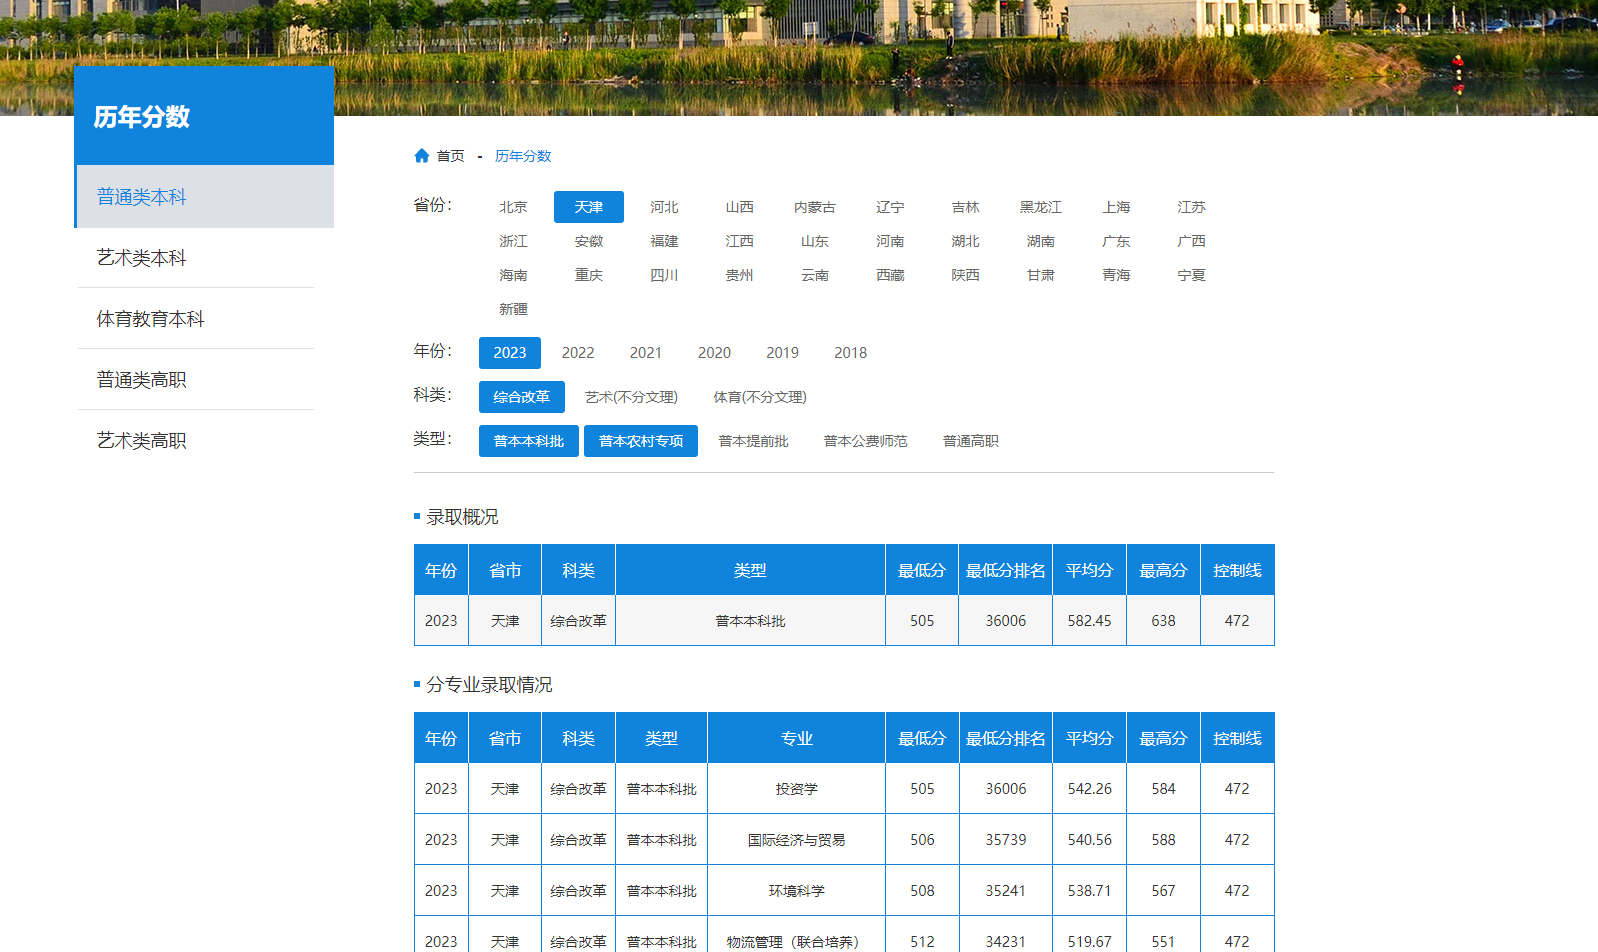 历年分数
普通类本科
艺术类本科
体育教育本科
普通类高职
艺术类高职
首页 - 历年分数
省份： 北京 天津 河北 山西 内蒙古 辽宁 吉林 黑龙江 上海 江苏
浙江 安徽 福建 江西 山东 河南 湖北 湖南 广东 广西
海南 重庆 四川 贵州 云南 西藏 陕西 甘肃 青海 宁夏
新疆
年份： 2023 2022 2021 2020 2019 2018
科类： 综合改革 艺术(不分文理) 体育(不分文理)
类型： 普本本科批 普本农村专项 普本提前批 普本公费师范 普通高职
录取概况
年份 省市 科类 类型 最低分 最低分排名 平均分 最高分 控制线
2023 天津 综合改革 普本本科批 505 36006 582.45 638 472
分专业录取情况
年份 省市 科类 类型 专业 最低分 最低分排名 平均分 最高分 控制线
2023 天津 综合改革 普本本科批 投资学 505 36006 542.26 584 472
2023 天津 综合改革 普本本科批 国际经济与贸易 506 35739 540.56 588 472
2023 天津 综合改革 普本本科批 环境科学 508 35241 538.71 567 472
2023 天津 综合改革 普本本科批 物流管理（联合培养） 512 34231 519.67 551 472